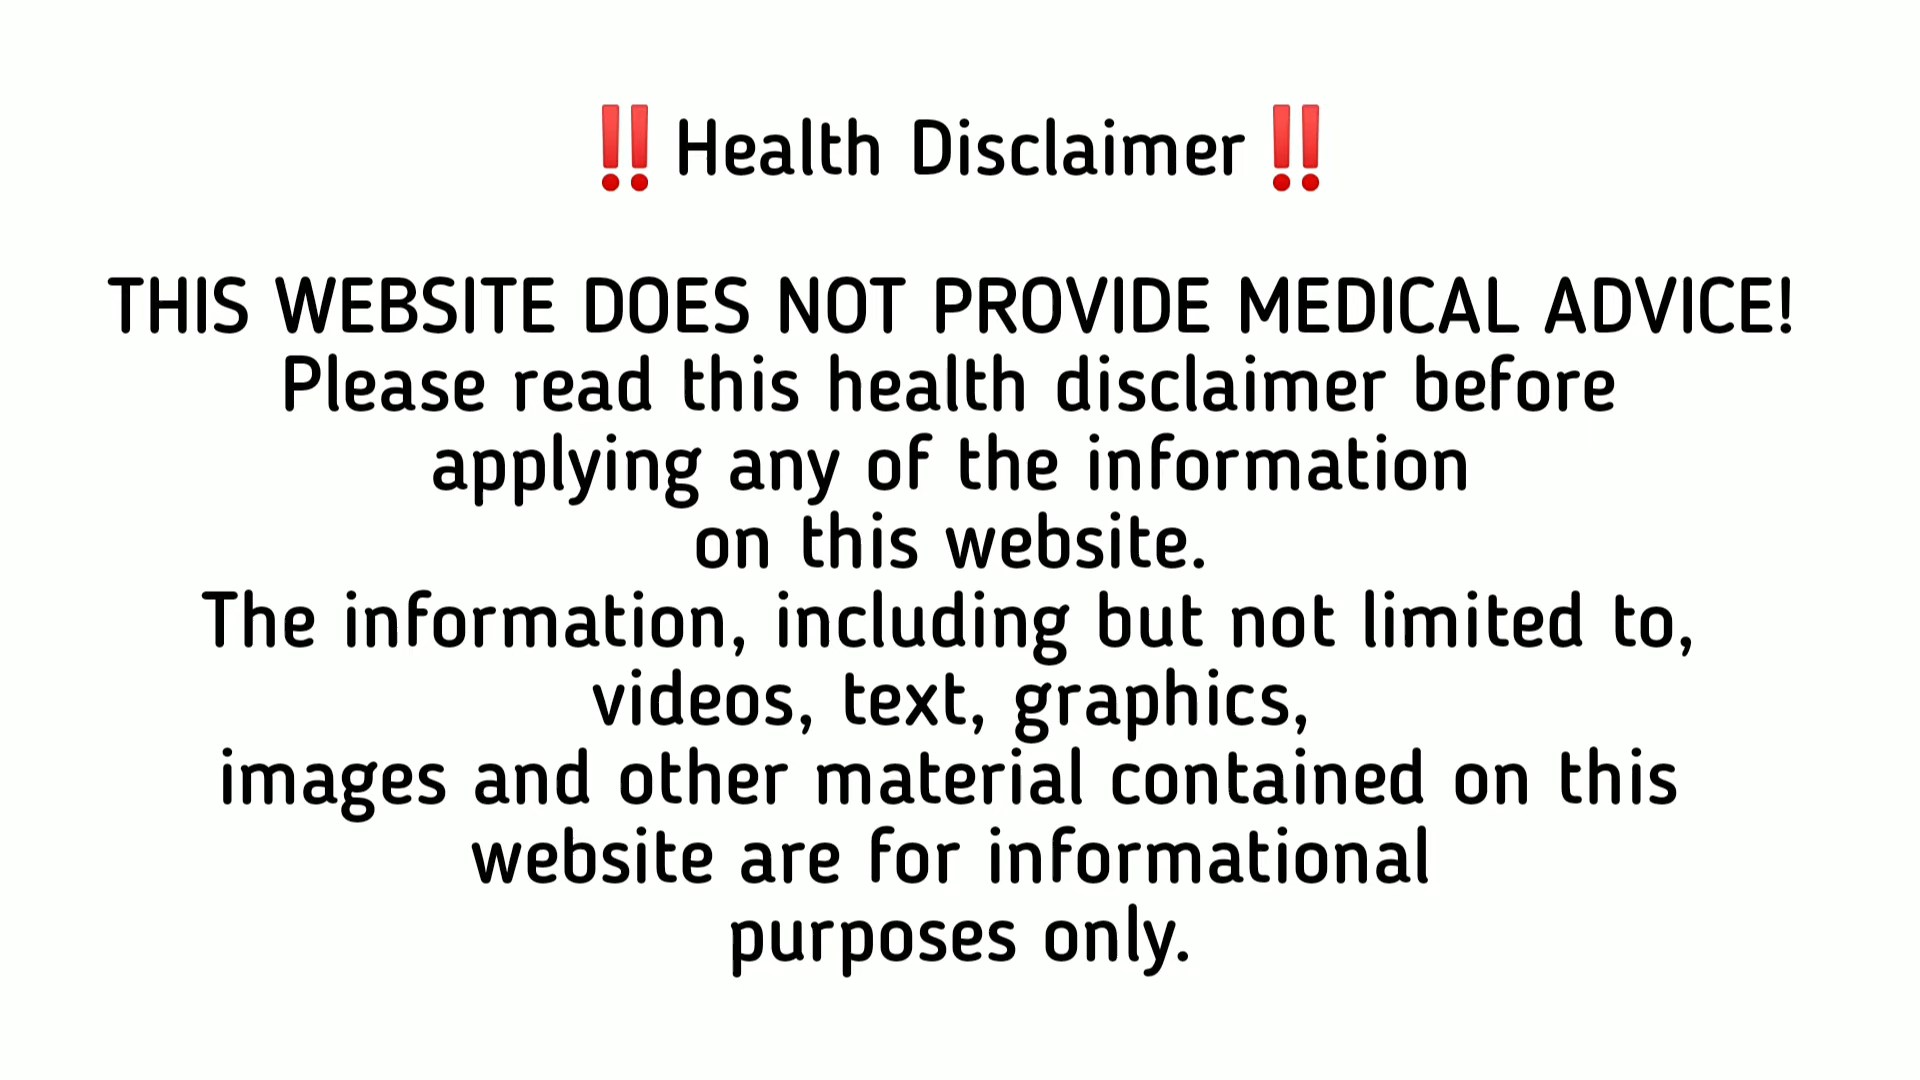 ‼️Health Disclaimer‼️
THIS WEBSITE DOES NOT PROVIDE MEDICAL ADVICE!
Please read this health disclaimer before
applying any of the information
on this website.
The information, including but not limited to,
videos, text, graphics,
images and other material contained on this
website are for informational
purposes only.